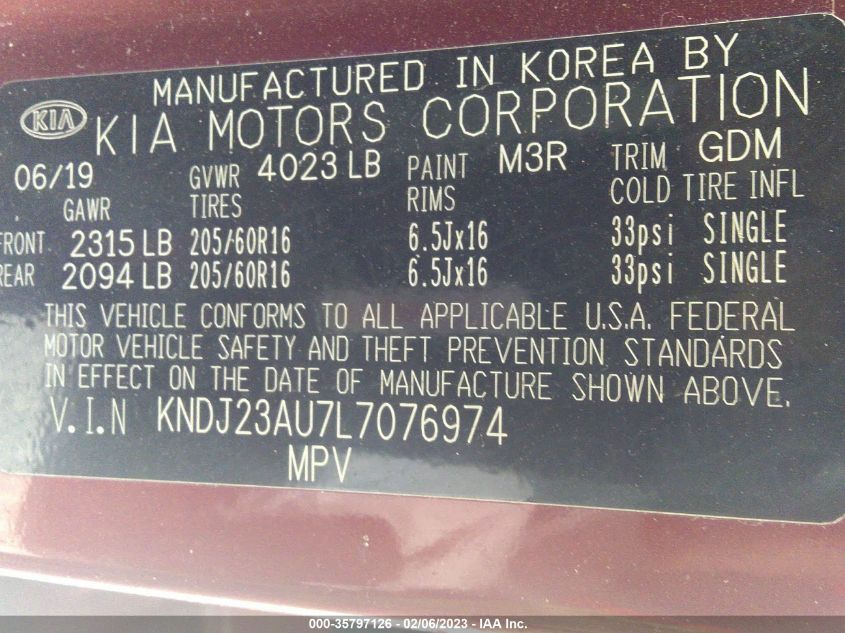 MANUFACTURED IN KOREA BY
KIA KIA MOTORS CORPORATION
06/19 GVWR 4023 LB PAINT M3R TRIM GDM
GAWR TIRES RIMS COLD TIRE INFL
FRONT 2315 LB 205/60R16 6.5Jx16 33psi SINGLE
REAR 2094 LB 205/60R16 6.5Jx16 33psi SINGLE
THIS VEHICLE CONFORMS TO ALL APPLICABLE U.S.A. FEDERAL
MOTOR VEHICLE SAFETY AND THEFT PREVENTION STANDARDS
IN EFFECT ON THE DATE OF MANUFACTURE SHOWN ABOVE.
V.I.N KNDJ23AU7L7076974
MPV
000-35797126 - 02/06/2023 - IAA Inc.